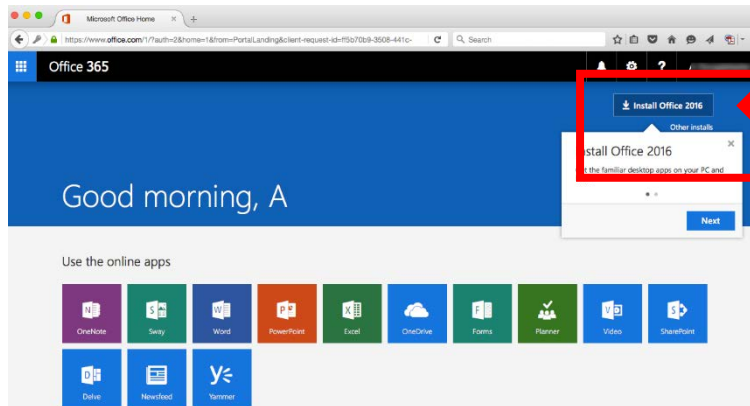 Microsoft Office Home
https://www.office.com/1/?auth=2&home=1&from=PortalLanding&client-request-id=ff5b70b9-3508-441c-
Search
Office 365
?
Install Office 2016
Other installs
nstall Office 2016
t the familiar desktop apps on your PC and
Next
Good morning, A
Use the online apps
OneNote
Sway
Word
PowerPoint
Excel
OneDrive
Forms
Planner
Video
SharePoint
Delve
Newsfeed
Yammer